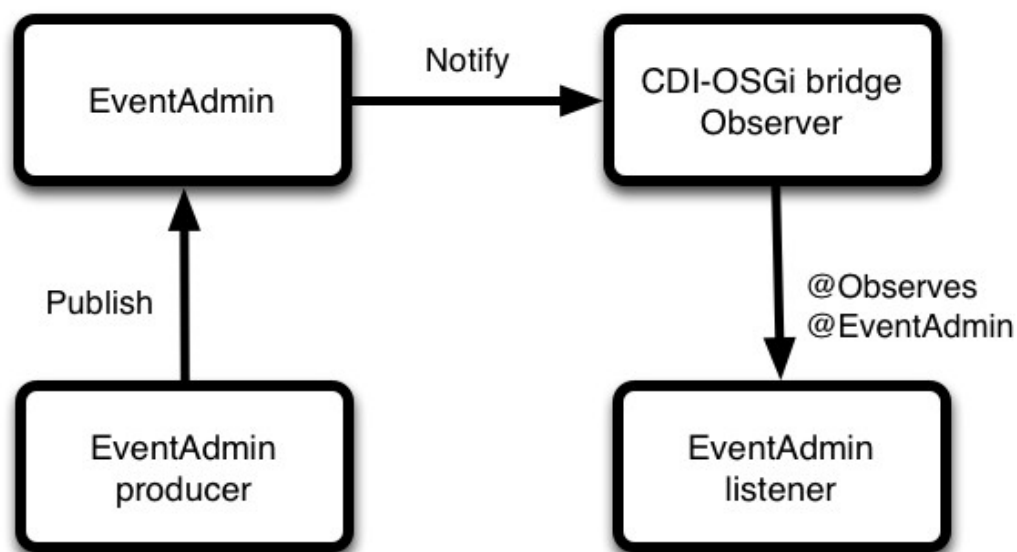 EventAdmin
Notify
CDI-OSGi bridge
Observer
Publish
@Observes
@EventAdmin
EventAdmin
producer
EventAdmin
listener